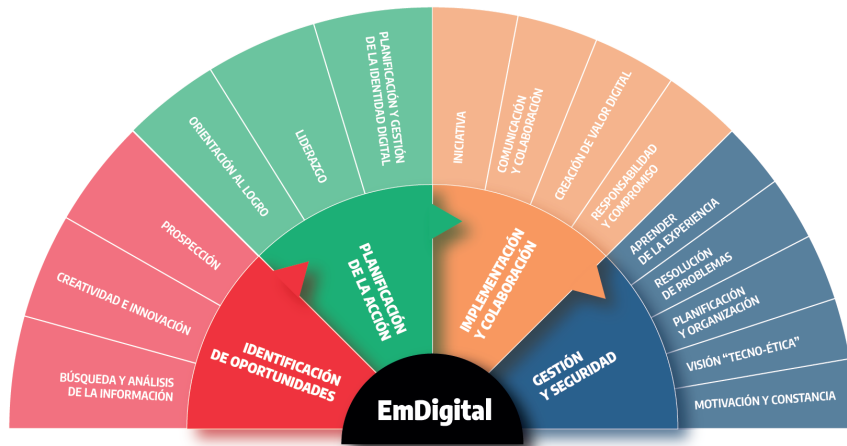 BÚSQUEDA Y ANÁLISIS
DE LA INFORMACIÓN
CREATIVIDAD E INNOVACIÓN
PROSPECCIÓN
ORIENTACIÓN AL LOGRO
LIDERAZGO
PLANIFICACIÓN Y GESTIÓN
DE LA IDENTIDAD DIGITAL
INICIATIVA
COMUNICACIÓN
Y COLABORACIÓN
CREACIÓN DE VALOR DIGITAL
RESPONSABILIDAD
Y COMPROMISO
APRENDER
DE LA EXPERIENCIA
RESOLUCIÓN
DE PROBLEMAS
PLANIFICACIÓN
Y ORGANIZACIÓN
VISIÓN “TECNO-ÉTICA”
MOTIVACIÓN Y CONSTANCIA
IDENTIFICACIÓN
DE OPORTUNIDADES
PLANIFICACIÓN
DE LA ACCIÓN
IMPLEMENTACIÓN
Y COLABORACIÓN
GESTIÓN
Y SEGURIDAD
EmDigital